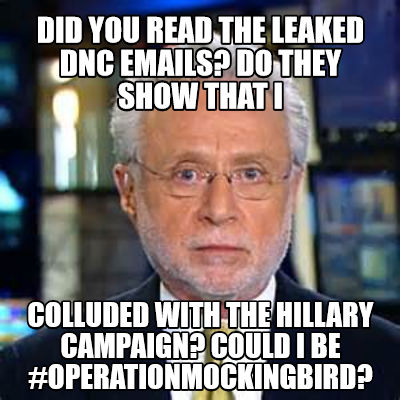 DID YOU READ THE LEAKED
DNC EMAILS? DO THEY
SHOW THAT I
COLLUDED WITH THE HILLARY
CAMPAIGN? COULD I BE
#OPERATIONMOCKINGBIRD?